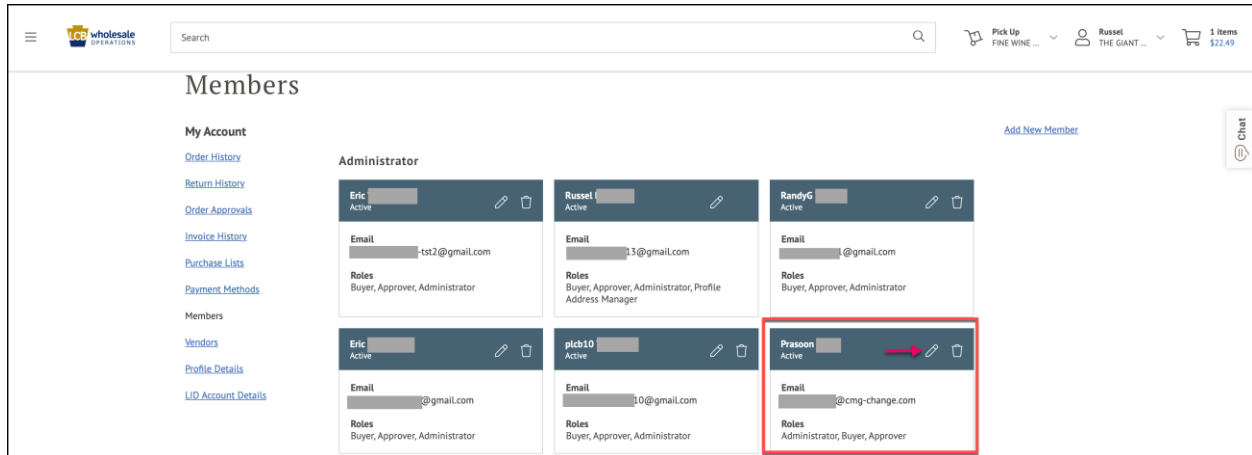 LCB wholesale
OPERATIONS
Search
Pick Up
FINE WINE ...
Russel
THE GIANT ...
1 items
$22.49
Members
My Account
Order History
Return History
Order Approvals
Invoice History
Purchase Lists
Payment Methods
Members
Vendors
Profile Details
LID Account Details
Add New Member
Chat
Administrator
Eric
Active
Email
-tst2@gmail.com
Roles
Buyer, Approver, Administrator
Russel
Active
Email
13@gmail.com
Roles
Buyer, Approver, Administrator, Profile
Address Manager
RandyG
Active
Email
@gmail.com
Roles
Buyer, Approver, Administrator
Eric
Active
Email
@gmail.com
Roles
Buyer, Approver, Administrator
plcb10
Active
Email
10@gmail.com
Roles
Buyer, Approver, Administrator
Prasoon
Active
Email
@cmg-change.com
Roles
Administrator, Buyer, Approver